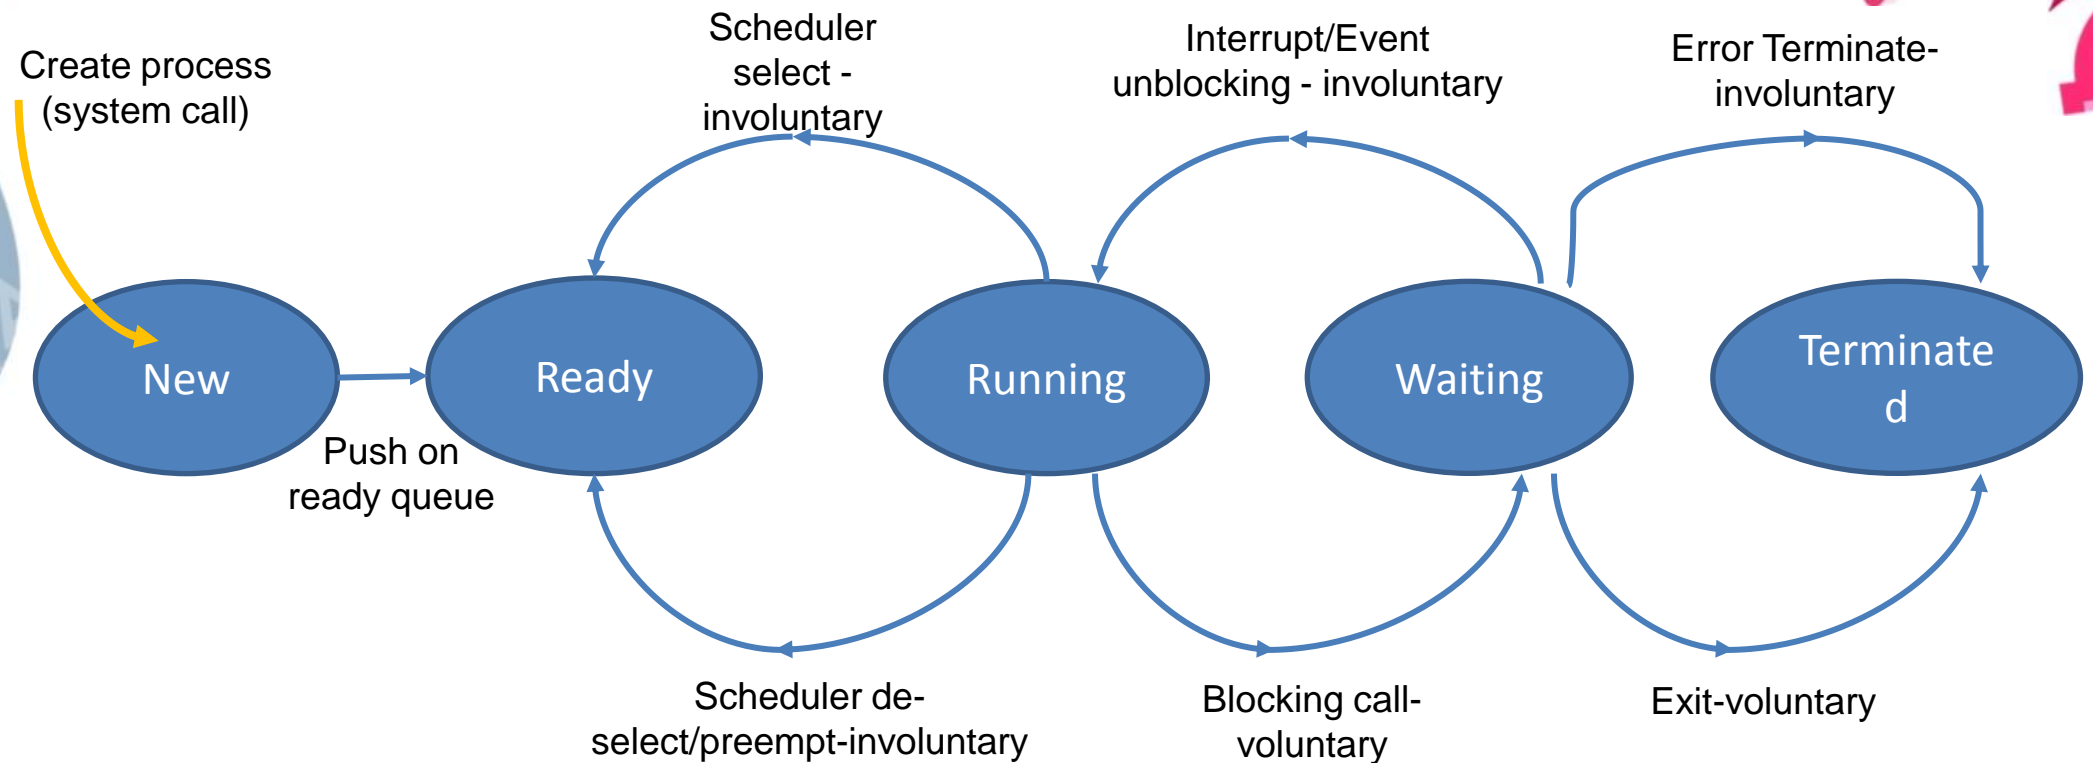 Create process
(system call)
Scheduler
select -
involuntary
Interrupt/Event
unblocking - involuntary
Error Terminate-
involuntary
New
Ready
Running
Waiting
Terminate
d
Push on
ready queue
Scheduler de-
select/preempt-involuntary
Blocking call-
voluntary
Exit-voluntary